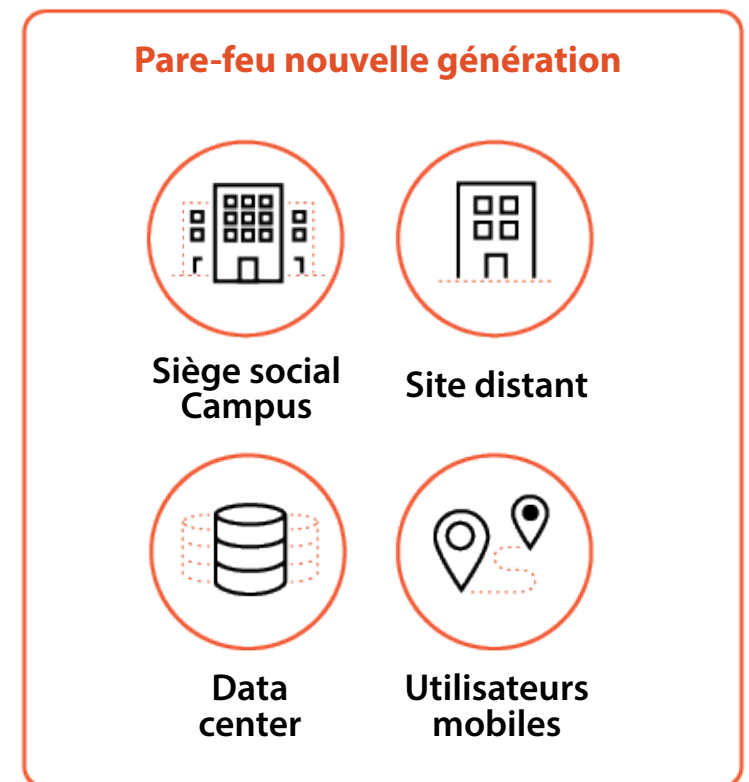 Pare-feu nouvelle génération
Siège social
Campus
Site distant
Data
center
Utilisateurs
mobiles